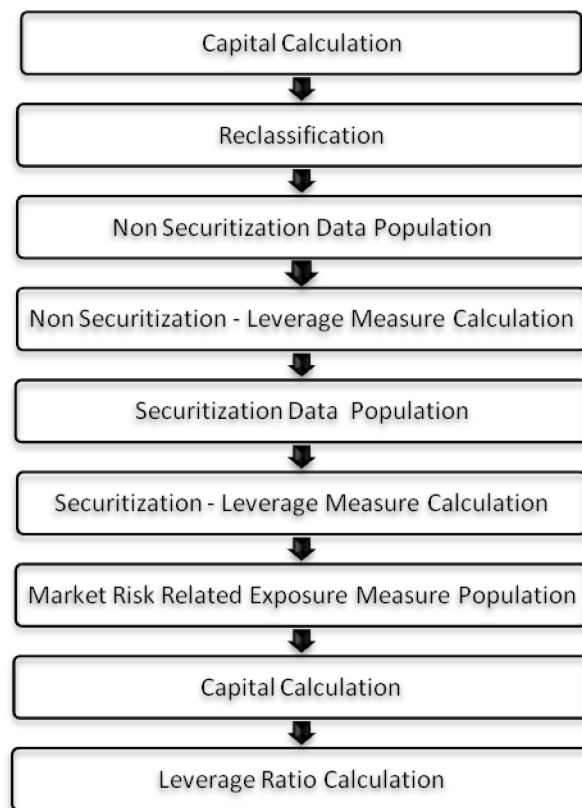 Capital Calculation
Reclassification
Non Securitization Data Population
Non Securitization - Leverage Measure Calculation
Securitization Data Population
Securitization - Leverage Measure Calculation
Market Risk Related Exposure Measure Population
Capital Calculation
Leverage Ratio Calculation